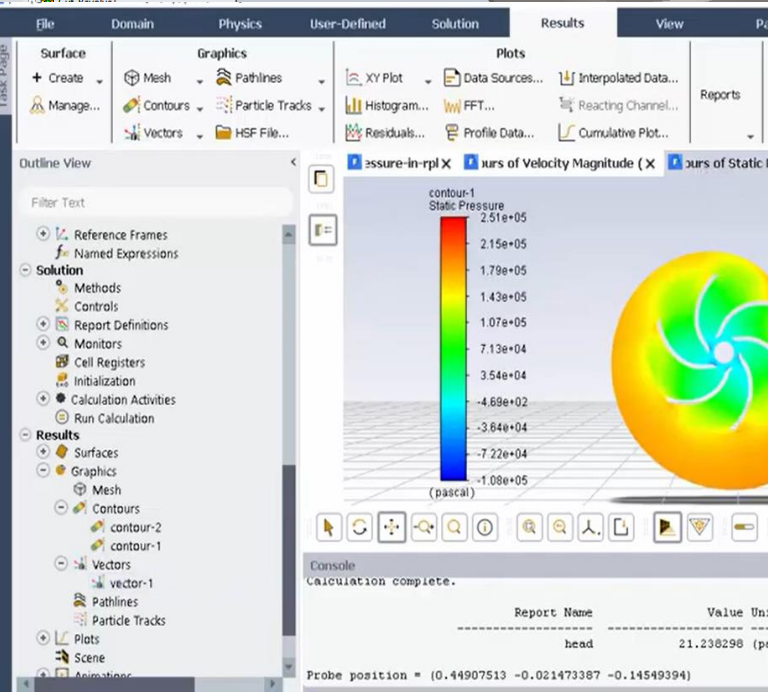 File Domain Physics User-Defined Solution Results View
Task Page
Surface Graphics Plots
+ Create Mesh Pathlines XY Plot Data Sources... Interpolated Data...
Manage... Contours Particle Tracks Histogram... FFT... Reacting Channel... Reports
Vectors HSF File... Residuals... Profile Data... Cumulative Plot...
Outline View <
essure-in-rpl X ours of Velocity Magnitude ( X ours of Static
Filter Text
Reference Frames
Named Expressions
Solution
Methods
Controls
Report Definitions
Monitors
Cell Registers
Initialization
Calculation Activities
Run Calculation
Results
Surfaces
Graphics
Mesh
Contours
contour-2
contour-1
Vectors
vector-1
Pathlines
Particle Tracks
Plots
Scene
Animations
contour-1
Static Pressure
2.51e+05
2.15e+05
1.79e+05
1.43e+05
1.07e+05
7.13e+04
3.54e+04
-4.69e+02
-3.64e+04
-7.22e+04
-1.08e+05
(pascal)
Console
Calculation complete.
Report Name Value Uni
-------------------- --------------------
head 21.238298 (pa
Probe position = (0.44907513 -0.021473387 -0.14549394)